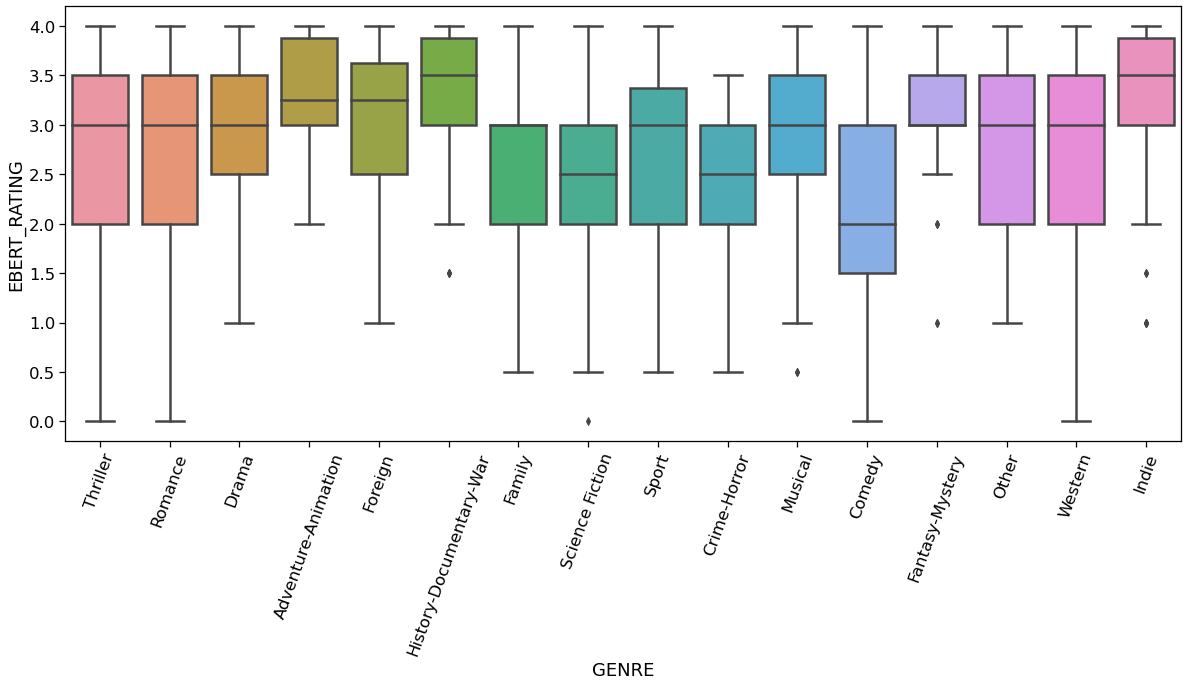 EBERT_RATING
4.0
3.5
3.0
2.5
2.0
1.5
1.0
0.5
0.0
Thriller
Romance
Drama
Adventure-Animation
Foreign
History-Documentary-War
Family
Science Fiction
Sport
Crime-Horror
Musical
Comedy
Fantasy-Mystery
Other
Western
Indie
GENRE